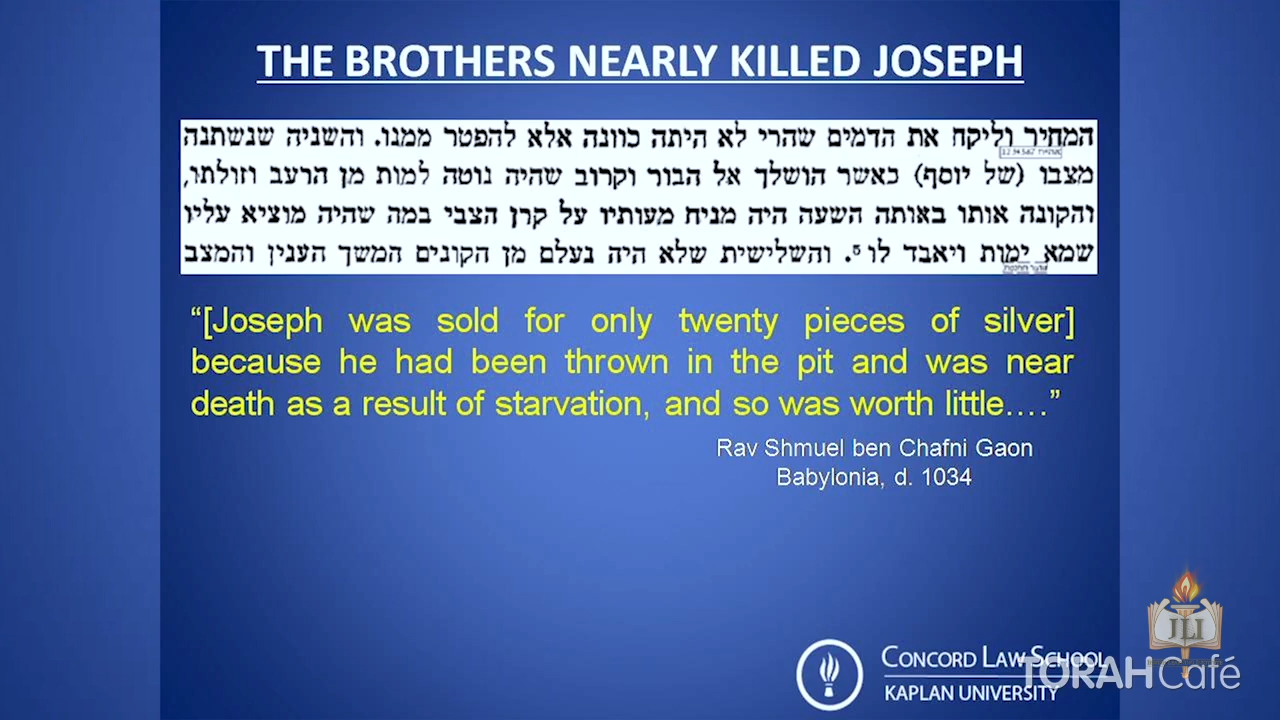 THE BROTHERS NEARLY KILLED JOSEPH
המחיר וליקח את הדמים שהרי לא היתה כוונה אלא להפטר ממנו. והשניה שנשתנה
מצבו (של יוסף) כאשר הושלך אל הבור וקרוב שהיה נוטה למות מן הרעב וזולתו,
והקונה אותו באותה השעה היה מניח מעותיו על קרן הצבי במה שהיה מוציא עליו
שמא ימות ויאבד לו⁵. והשלישית שלא היה נעלם מן הקונים המשך הענין והמצב
“[Joseph was sold for only twenty pieces of silver]
because he had been thrown in the pit and was near
death as a result of starvation, and so was worth little….”
Rav Shmuel ben Chafni Gaon
Babylonia, d. 1034
CONCORD LAW SCHOOL
KAPLAN UNIVERSITY
JLI
TORAHCafé